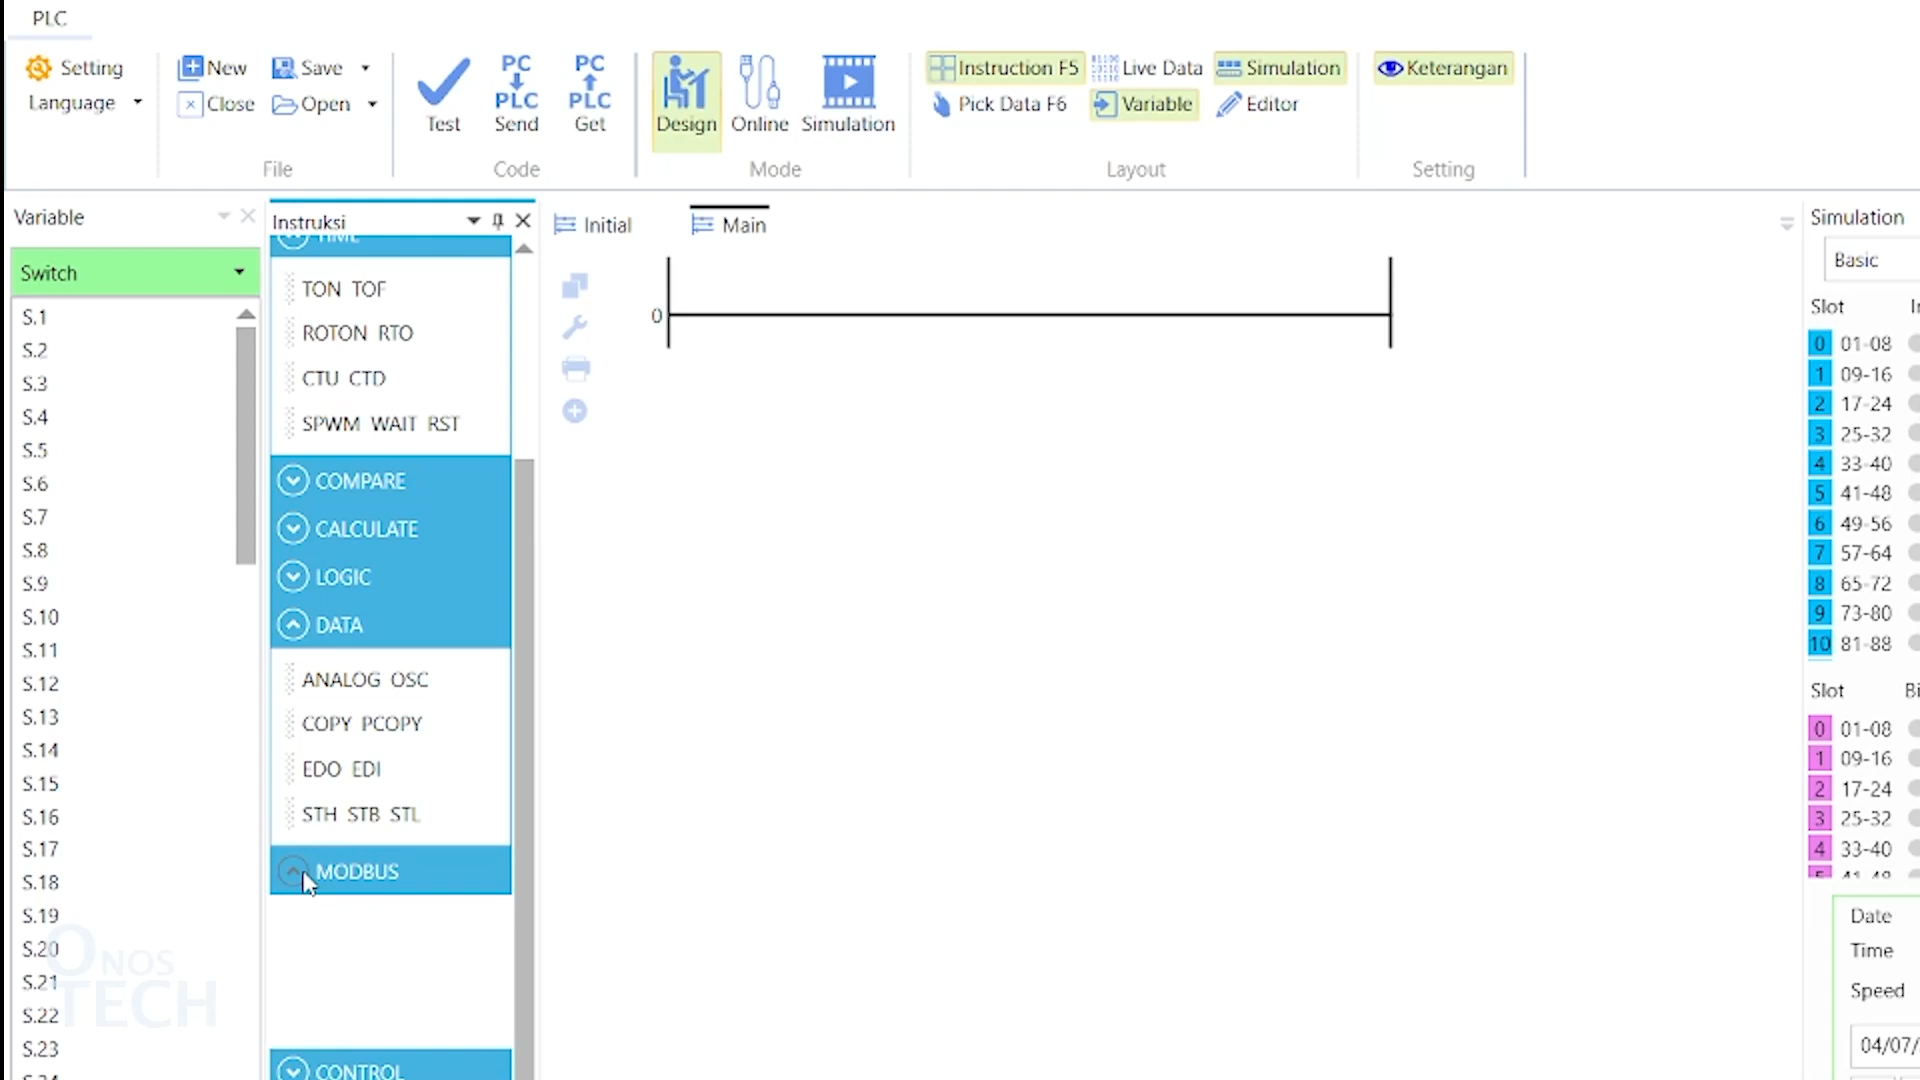 PLC
Setting
Language
New
Close
Save
Open
File
Test
PC
PLC
Send
PC
PLC
Get
Code
Design
Online
Simulation
Mode
Instruction F5
Pick Data F6
Live Data
Variable
Simulation
Editor
Layout
Keterangan
Setting
Variable
Switch
S.1
S.2
S.3
S.4
S.5
S.6
S.7
S.8
S.9
S.10
S.11
S.12
S.13
S.14
S.15
S.16
S.17
S.18
S.19
S.20
S.21
S.22
S.23
Instruksi
TIME
TON TOF
ROTON RTO
CTU CTD
SPWM WAIT RST
COMPARE
CALCULATE
LOGIC
DATA
ANALOG OSC
COPY PCOPY
EDO EDI
STH STB STL
MODBUS
CONTROL
Initial
Main
0
Simulation
Basic
Slot
0 01-08
1 09-16
2 17-24
3 25-32
4 33-40
5 41-48
6 49-56
7 57-64
8 65-72
9 73-80
10 81-88
Slot
0 01-08
1 09-16
2 17-24
3 25-32
4 33-40
Date
Time
Speed
04/07/
ONOS
TECH